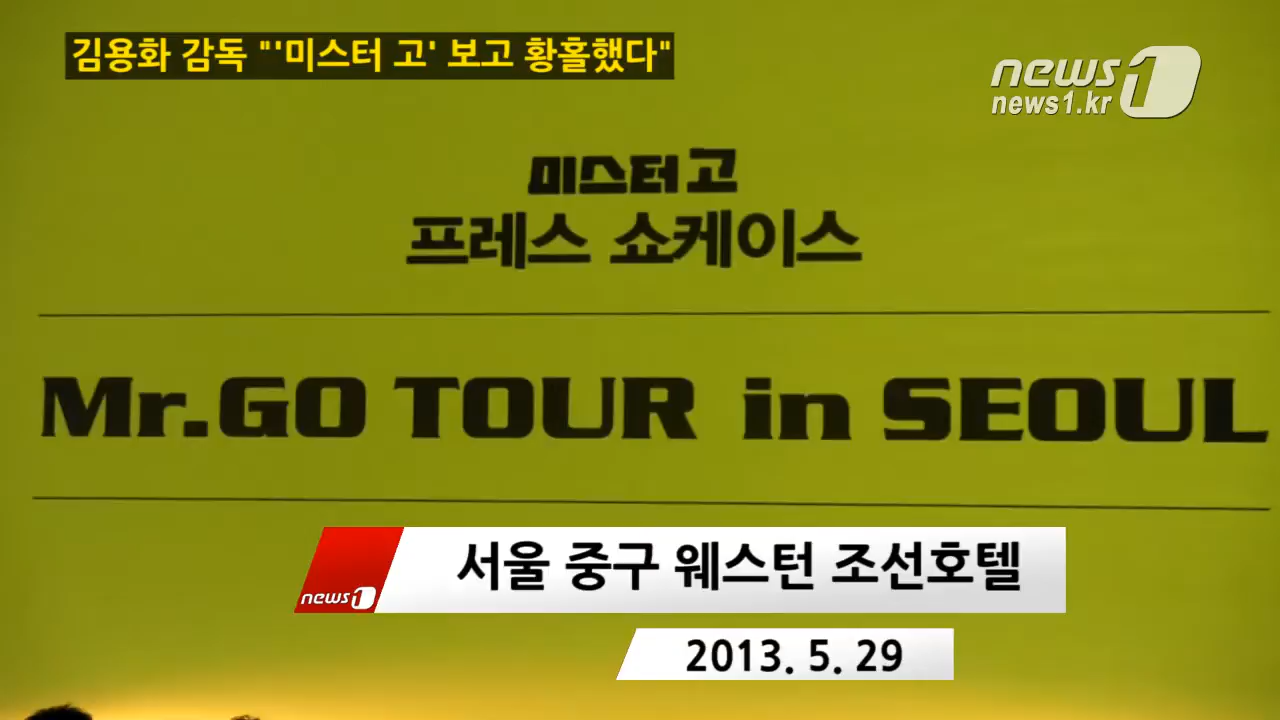 김용화 감독 "'미스터 고' 보고 황홀했다"
news1
news1.kr
미스터 고
프레스 쇼케이스
Mr.GO TOUR in SEOUL
서울 중구 웨스턴 조선호텔
news1
2013. 5. 29